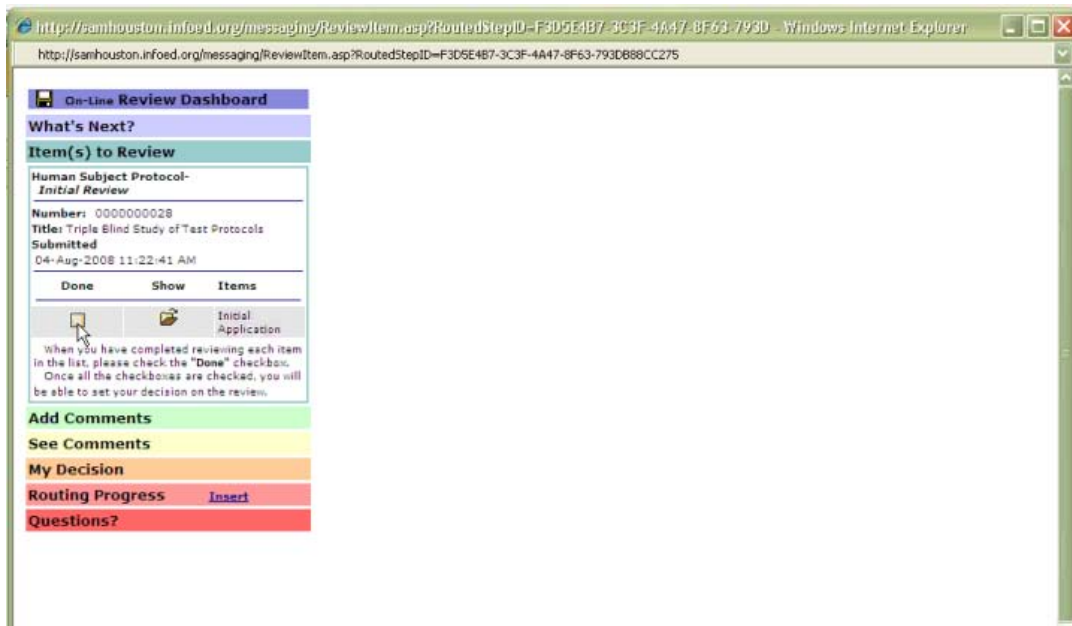 http://samhouston.infoed.org/messaging/ReviewItem.asp?RoutedStepID=F3D5E4B7-3C3F-4A47-8F63-793D - Windows Internet Explorer
http://samhouston.infoed.org/messaging/ReviewItem.asp?RoutedStepID=F3D5E4B7-3C3F-4A47-8F63-793DB88CC275
On-Line Review Dashboard
What's Next?
Item(s) to Review
Human Subject Protocol-
Initial Review
Number: 0000000028
Title: Triple Blind Study of Test Protocols
Submitted
04-Aug-2008 11:22:41 AM
Done Show Items
Initial
Application
When you have completed reviewing each item
in the list, please check the "Done" checkbox.
Once all the checkboxes are checked, you will
be able to set your decision on the review.
Add Comments
See Comments
My Decision
Routing Progress Insert
Questions?